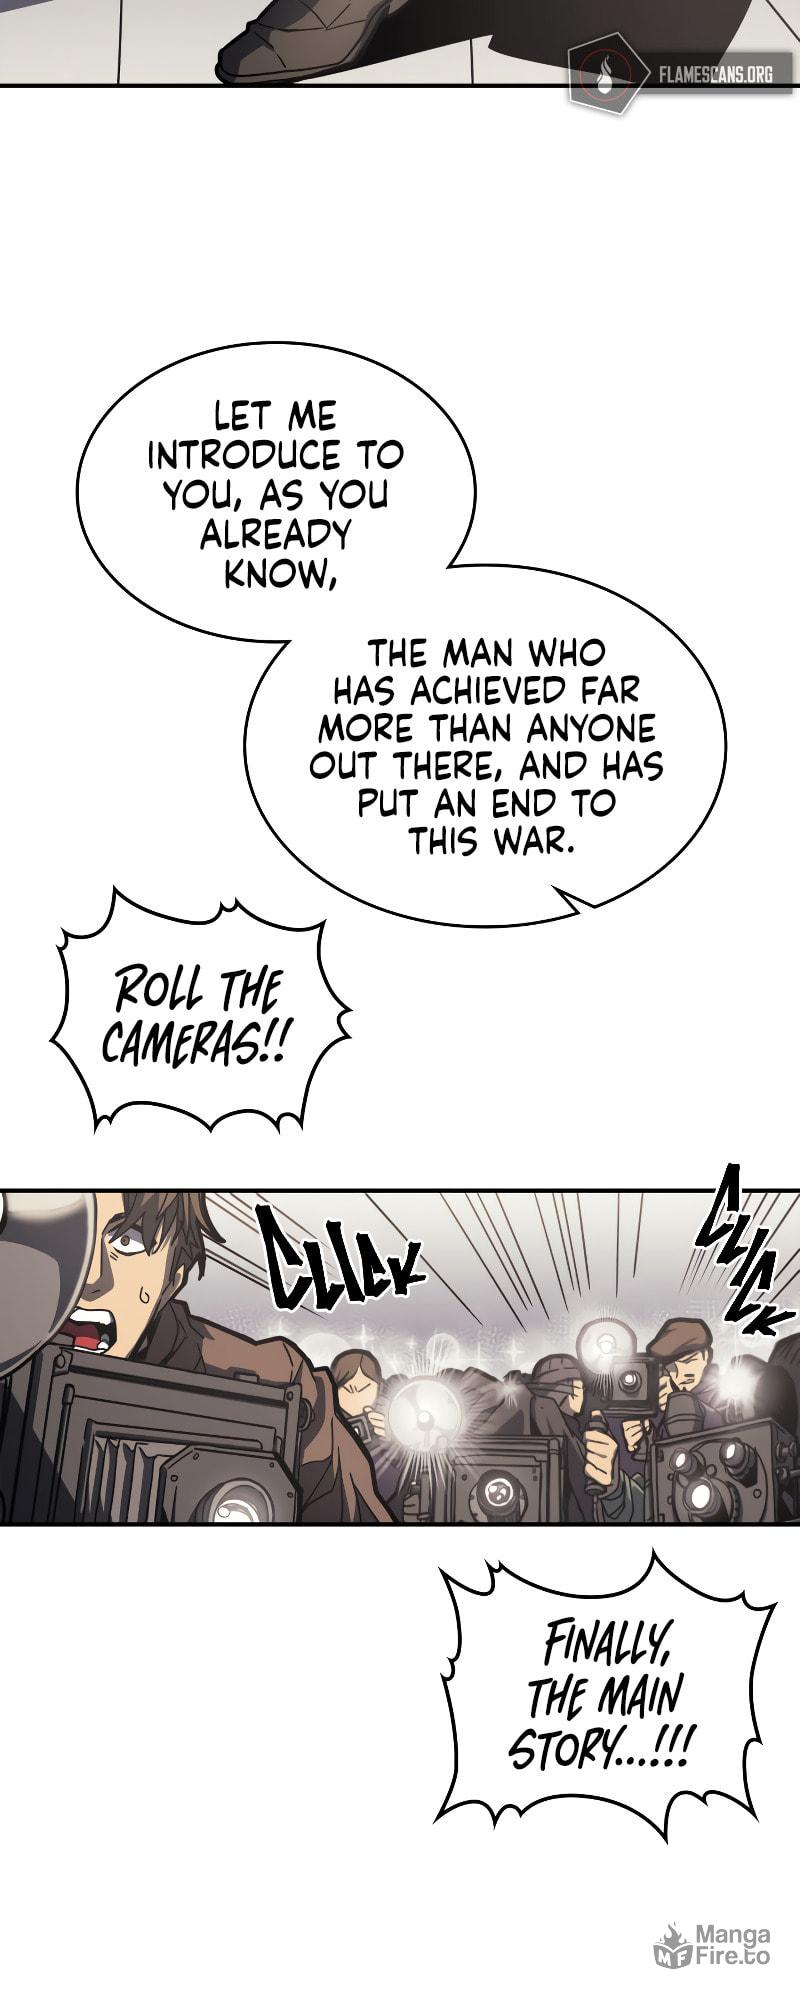 FLAMESCANS.ORG
LET ME
INTRODUCE TO
YOU, AS YOU
ALREADY
KNOW,
THE MAN WHO
HAS ACHIEVED FAR
MORE THAN ANYONE
OUT THERE, AND HAS
PUT AN END TO
THIS WAR.
ROLL THE
CAMERAS!!
CLICK
CLICK
FINALLY,
THE MAIN
STORY...!!!
Manga
MF Fire.to